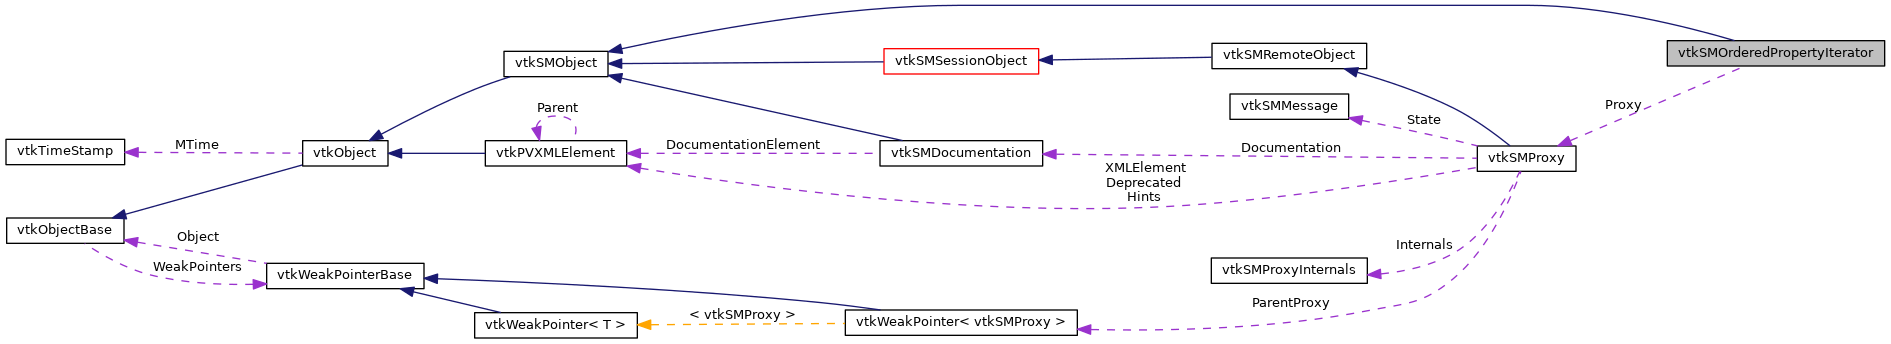 vtkSMOrderedPropertyIterator
vtkSMObject
vtkSMSessionObject
vtkSMRemoteObject
Proxy
Parent
vtkSMMessage
State
vtkTimeStamp
MTime
vtkObject
vtkPVXMLElement
DocumentationElement
vtkSMDocumentation
Documentation
vtkSMProxy
XMLElement
Deprecated
Hints
vtkObjectBase
Object
WeakPointers
vtkWeakPointerBase
Internals
vtkSMProxyInternals
ParentProxy
vtkWeakPointer< T >
< vtkSMProxy >
vtkWeakPointer< vtkSMProxy >